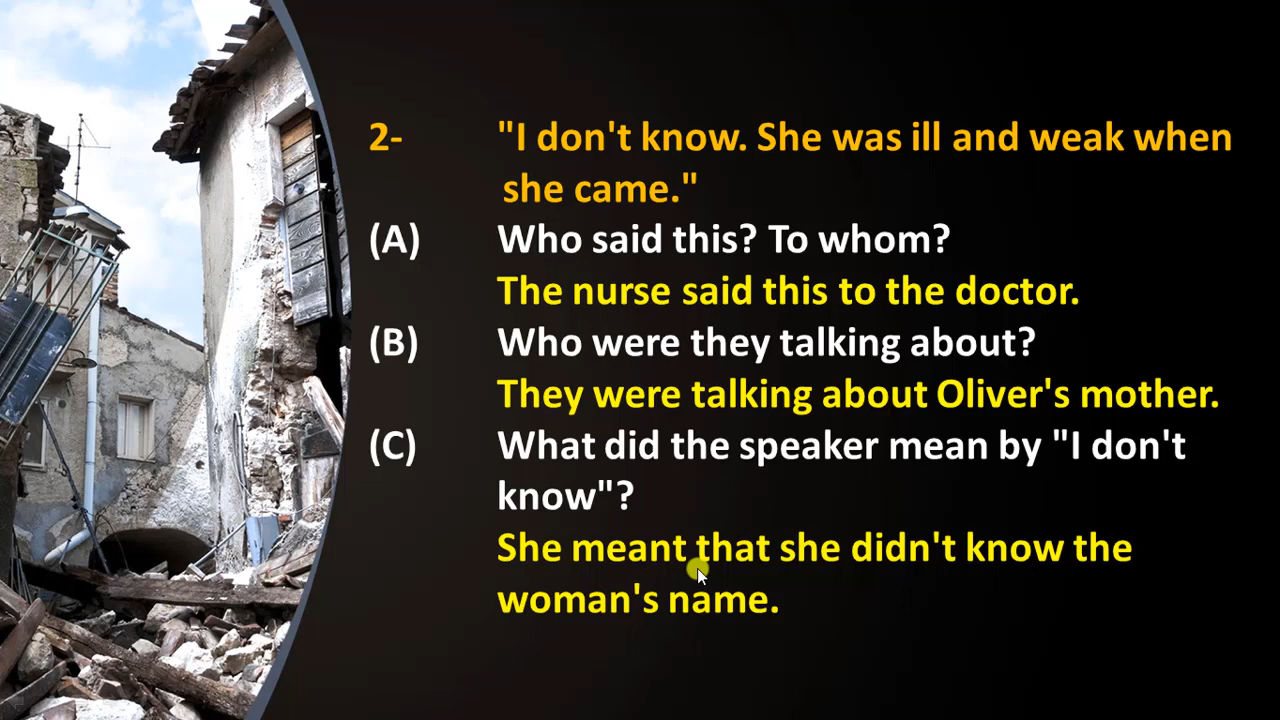 2- "I don't know. She was ill and weak when
she came."
(A) Who said this? To whom?
The nurse said this to the doctor.
(B) Who were they talking about?
They were talking about Oliver's mother.
(C) What did the speaker mean by "I don't
know"?
She meant that she didn't know the
woman's name.